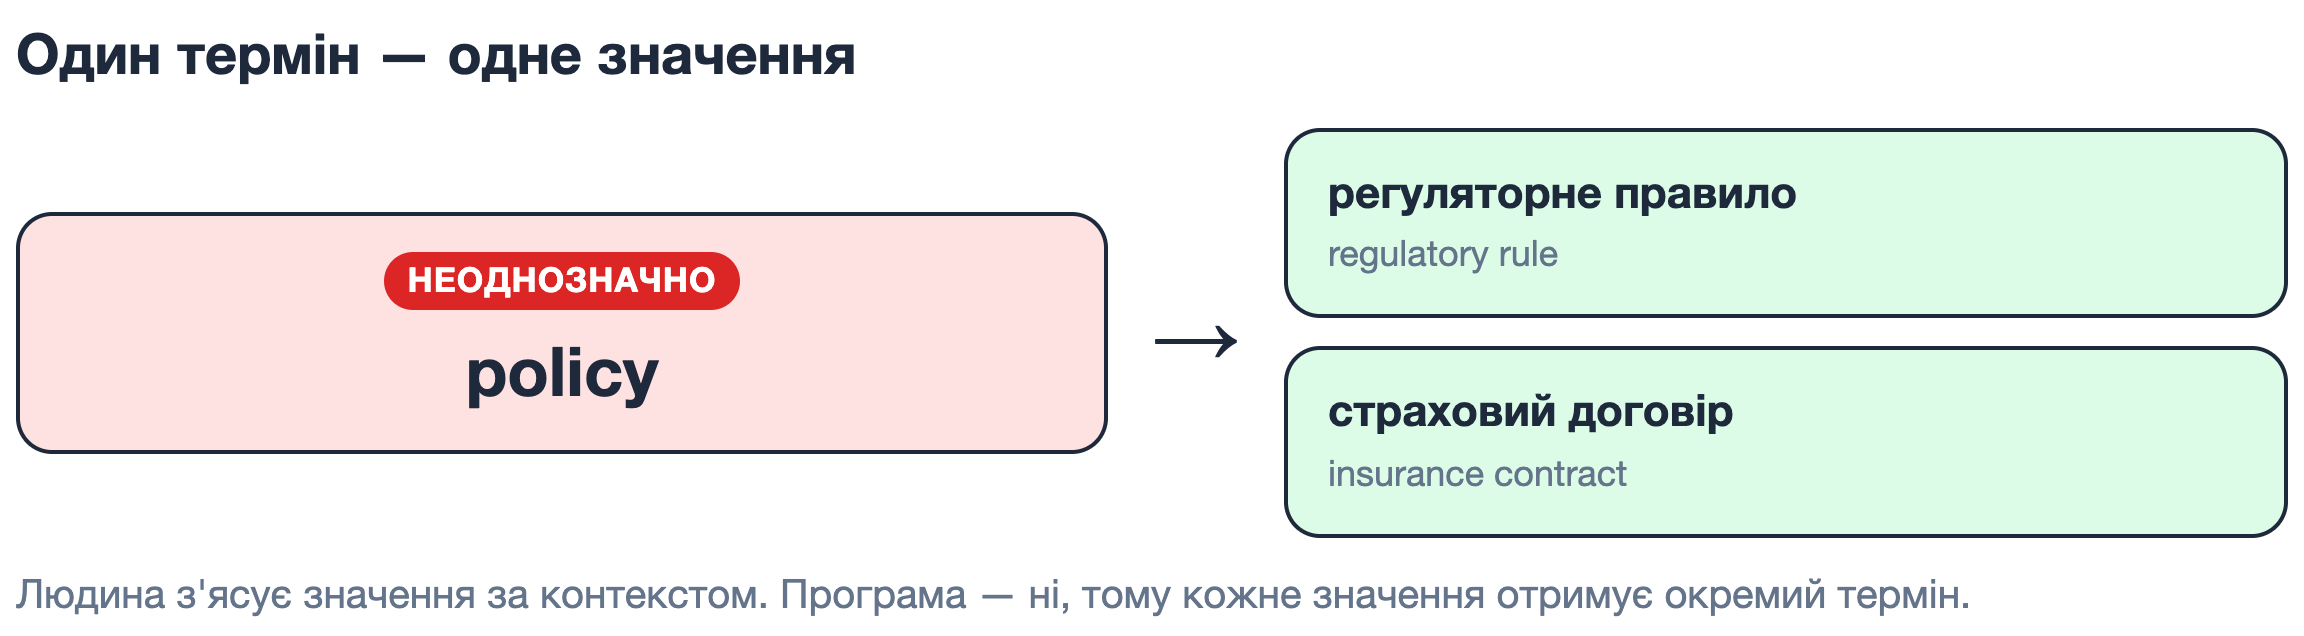 Один термін — одне значення
НЕОДНОЗНАЧНО
policy
→
регуляторне правило
regulatory rule
страховий договір
insurance contract
Людина з'ясує значення за контекстом. Програма — ні, тому кожне значення отримує окремий термін.